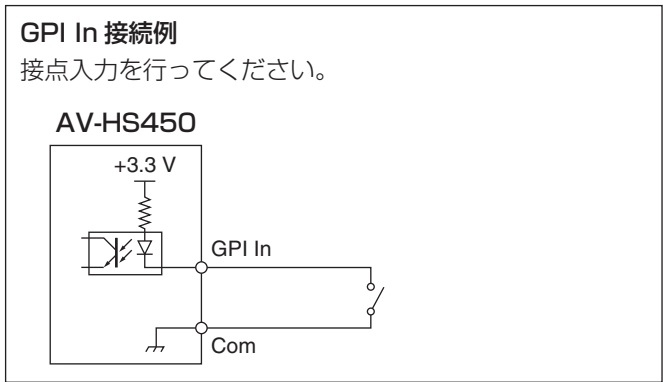 GPI In 接続例
接点入力を行ってください。
AV-HS450
+3.3 V
GPI In
Com